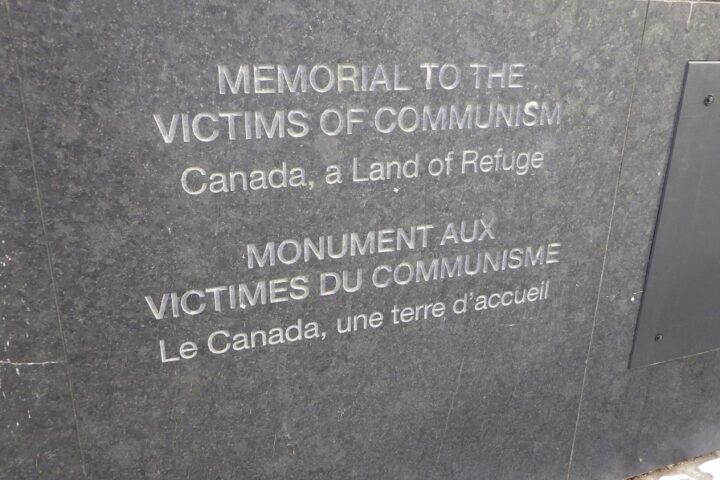 MEMORIAL TO THE
VICTIMS OF COMMUNISM
Canada, a Land of Refuge
MONUMENT AUX
VICTIMES DU COMMUNISME
Le Canada, une terre d'accueil